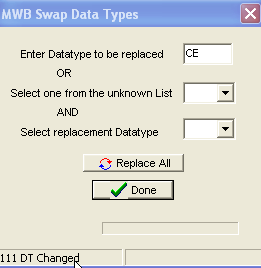 MWB Swap Data Types
Enter Datatype to be replaced CE
OR
Select one from the unknown List
AND
Select replacement Datatype
Replace All
Done
111 DT Changed